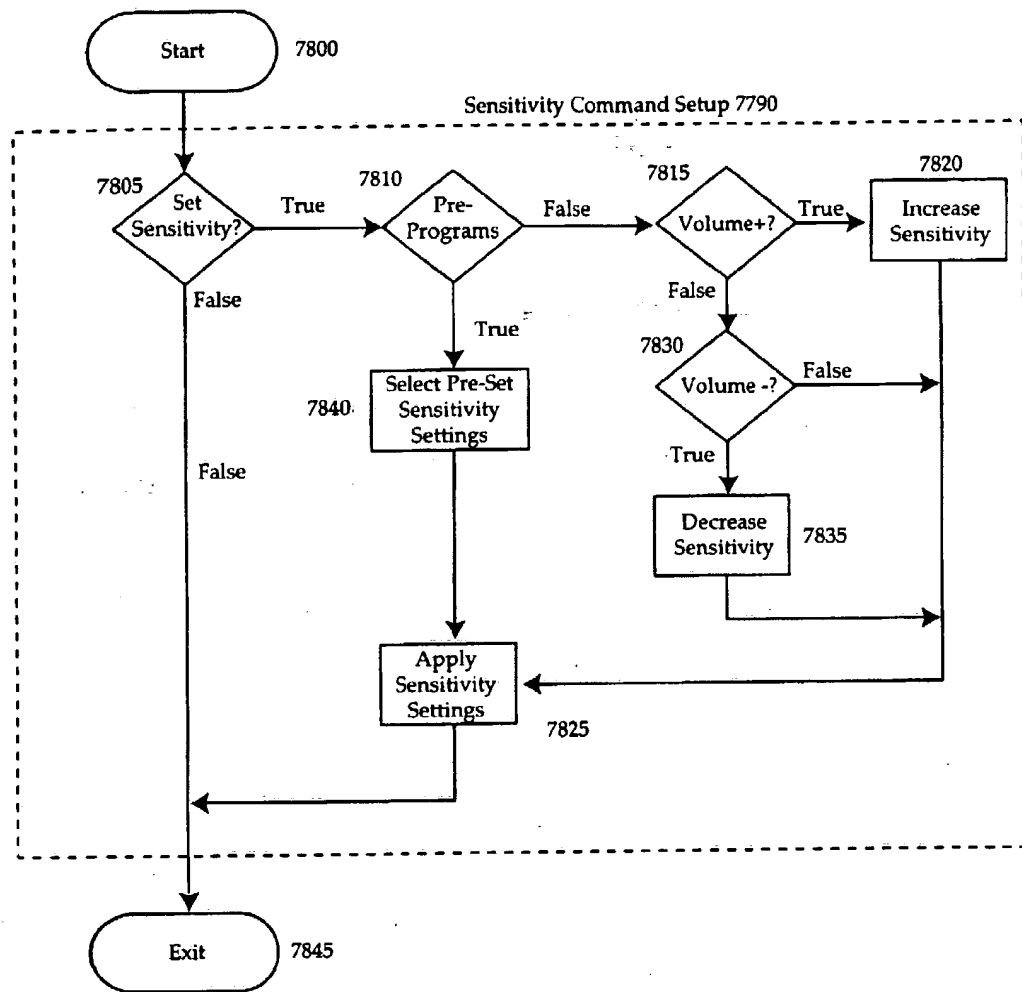 Start
7800
Sensitivity Command Setup 7790
7805
Set
Sensitivity?
True
False
7810
Pre-
Programs
False
True
7815
Volume+?
True
False
7820
Increase
Sensitivity
7830
Volume -?
False
True
7840
Select Pre-Set
Sensitivity
Settings
False
Decrease
Sensitivity
7835
Apply
Sensitivity
Settings
7825
Exit
7845